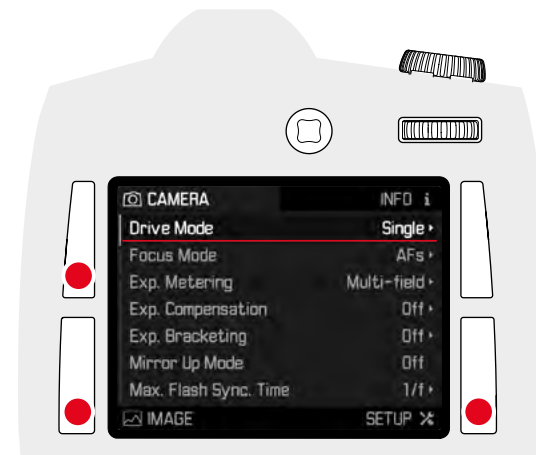 CAMERA INFO i
Drive Mode Single
Focus Mode AFs
Exp. Metering Multi-field
Exp. Compensation Off
Exp. Bracketing Off
Mirror Up Mode Off
Max. Flash Sync. Time 1/f
IMAGE SETUP